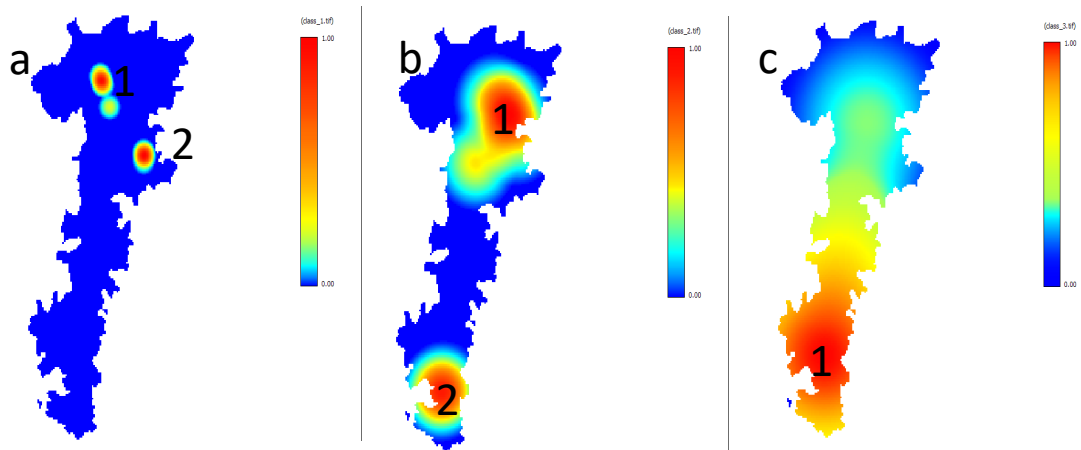 a
(class_1.tif)
1.00
1
2
0.00
b
(class_2.tif)
1.00
1
2
0.00
c
(class_3.tif)
1.00
1
0.00